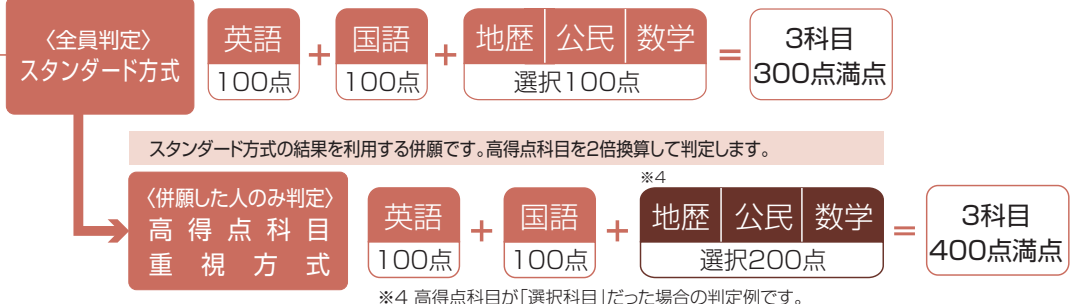 〈全員判定〉
スタンダード方式
英語 + 国語 + 地歴 公民 数学 = 3科目
100点 100点 選択100点 300点満点
スタンダード方式の結果を利用する併願です。高得点科目を2倍換算して判定します。
〈併願した人のみ判定〉
高得点科目
重視方式
※4
英語 + 国語 + 地歴 公民 数学 = 3科目
100点 100点 選択200点 400点満点
※4 高得点科目が「選択科目」だった場合の判定例です。